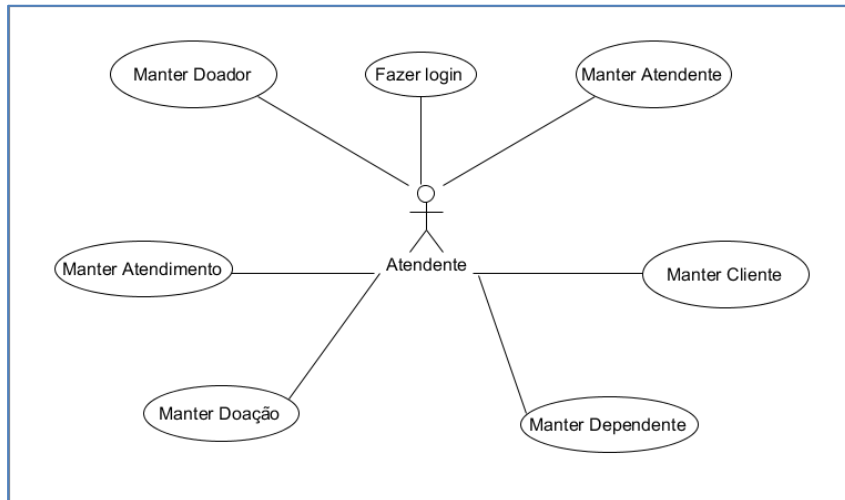 Manter Doador
Fazer login
Manter Atendente
Manter Atendimento
Atendente
Manter Cliente
Manter Doação
Manter Dependente